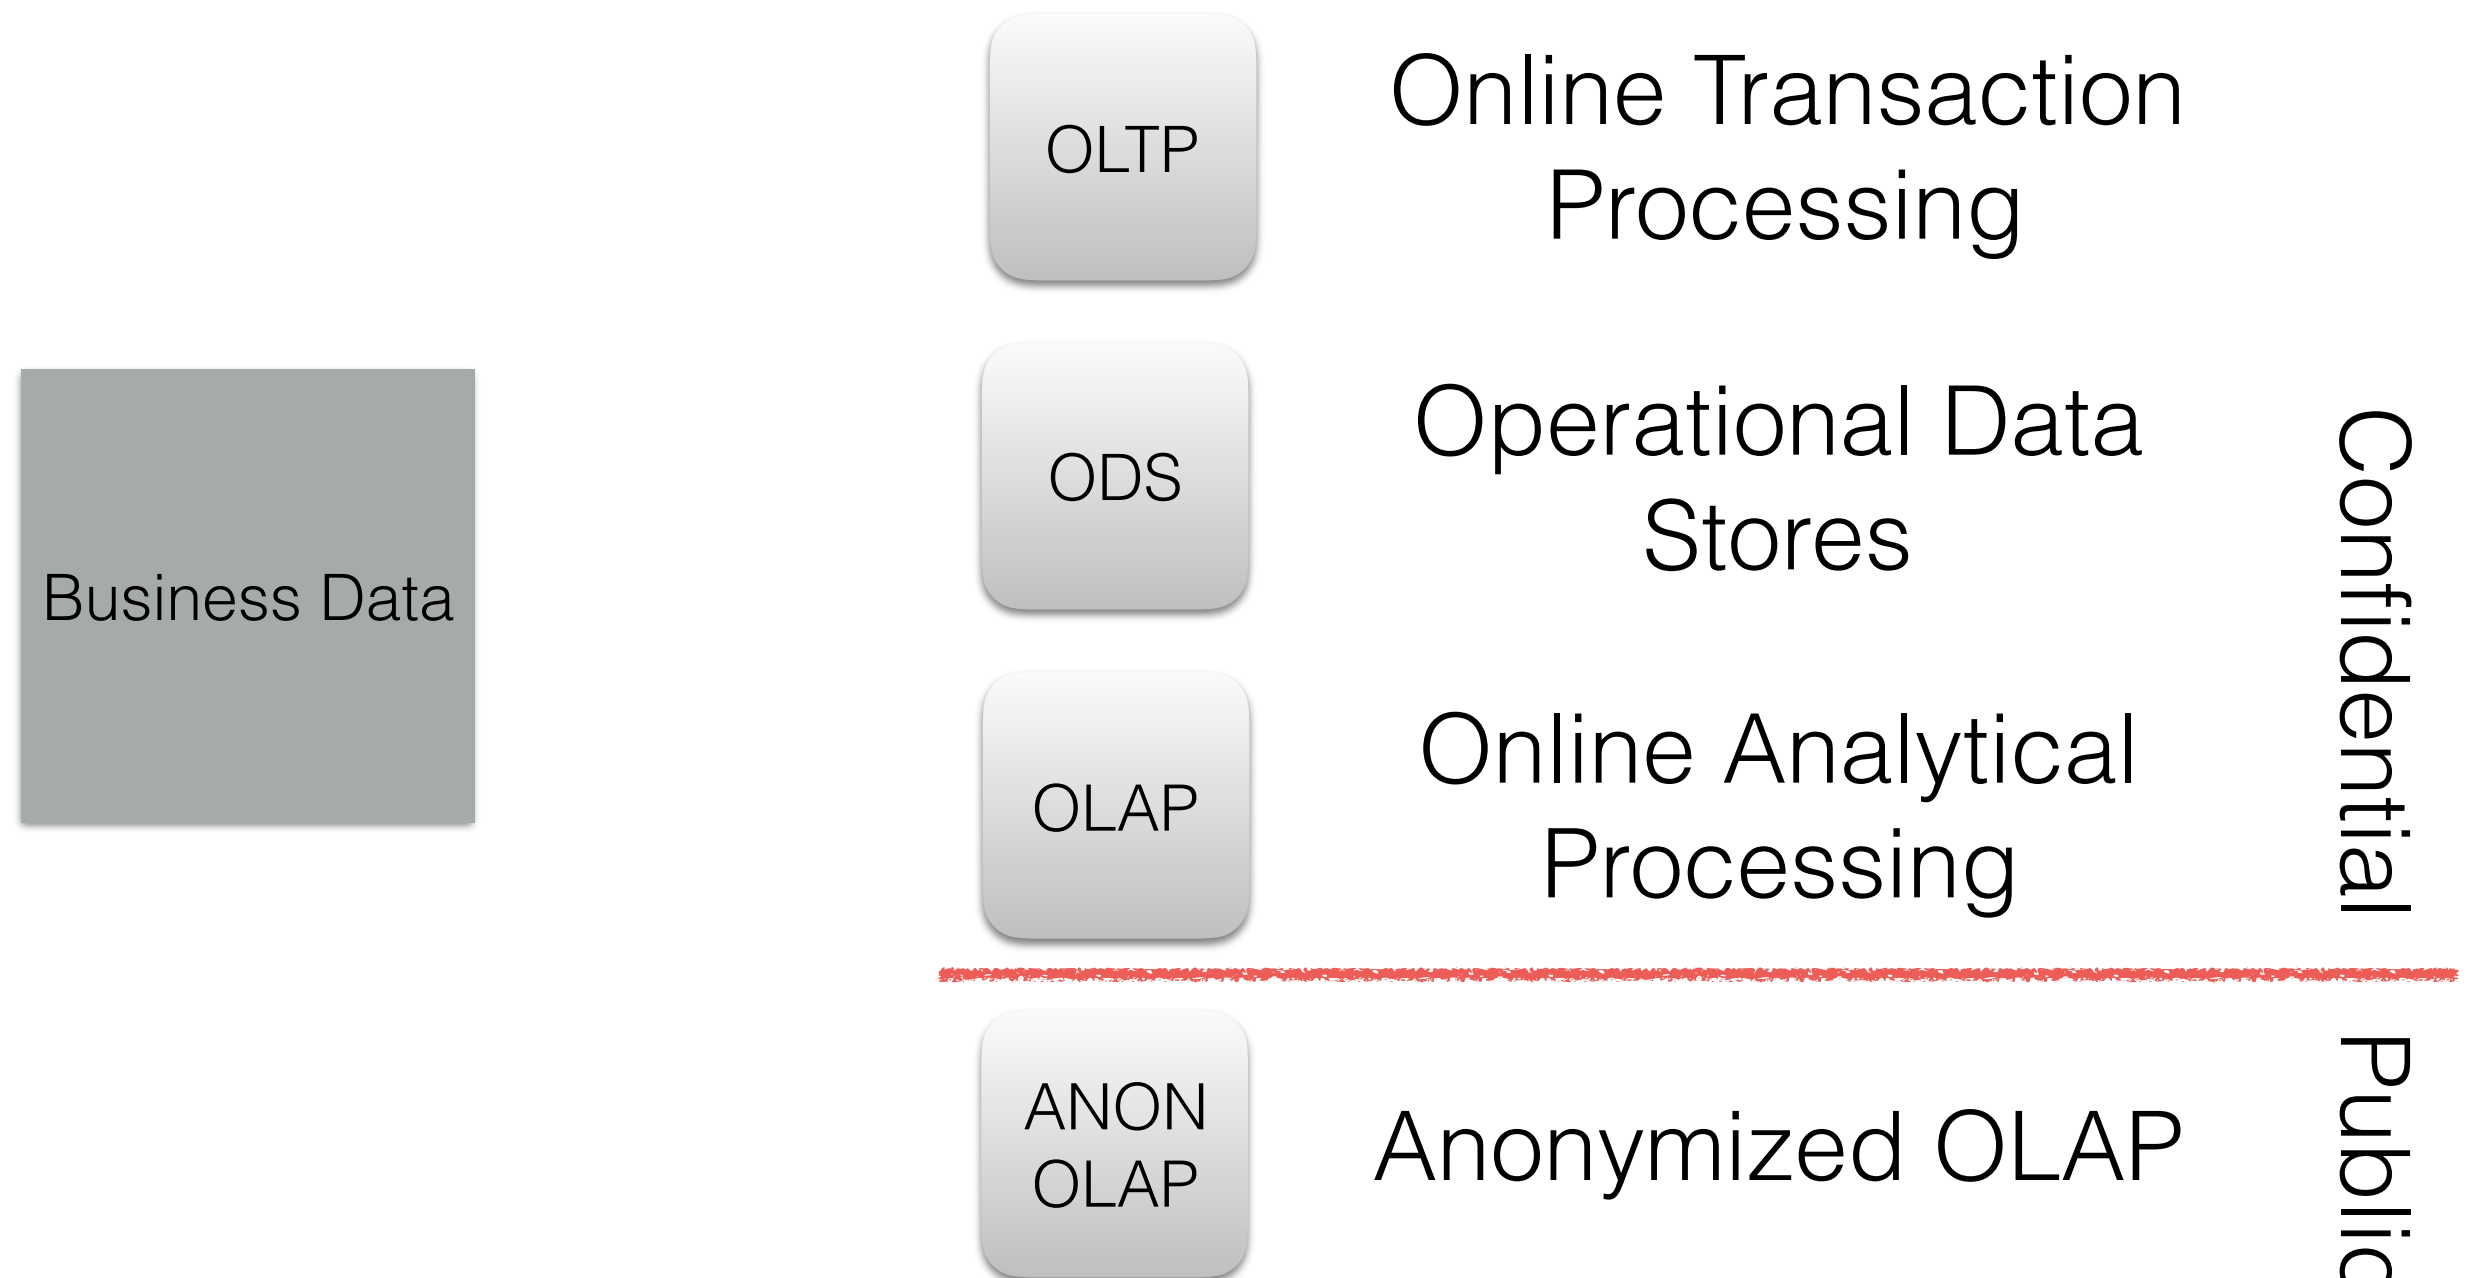 OLTP
Online Transaction
Processing
Business Data
ODS
Operational Data
Stores
OLAP
Online Analytical
Processing
Confidential
ANON
OLAP
Anonymized OLAP
Public